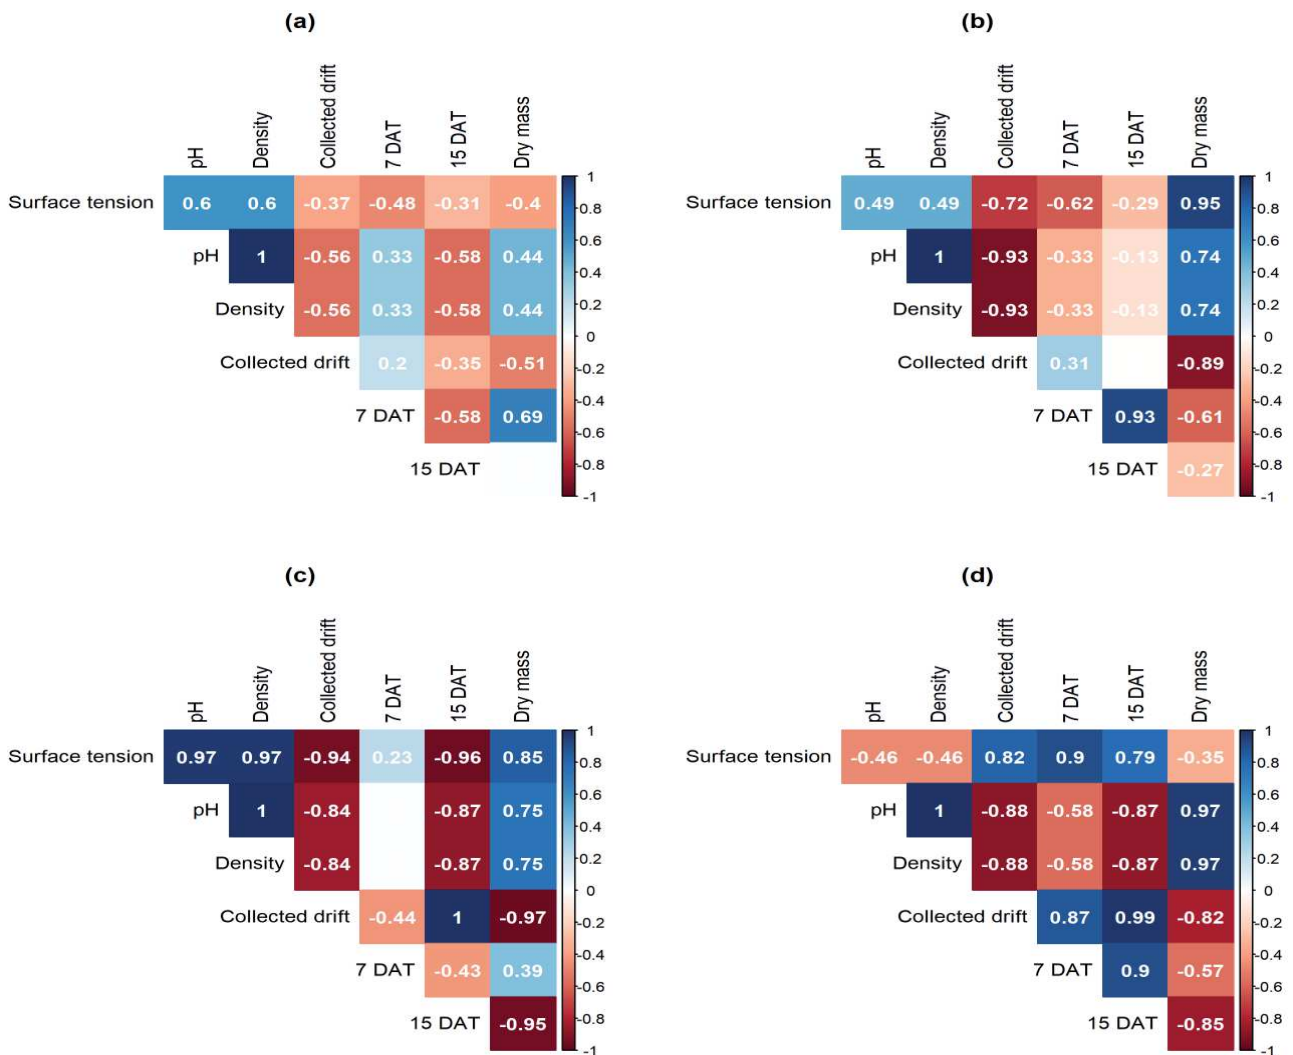 (a)
pH Density Collected drift 7 DAT 15 DAT Dry mass
Surface tension 0.6 0.6 -0.37 -0.48 -0.31 -0.4
pH 1 -0.56 0.33 -0.58 0.44
Density -0.56 0.33 -0.58 0.44
Collected drift 0.2 -0.35 -0.51
7 DAT -0.58 0.69
15 DAT
1
0.8
0.6
0.4
0.2
0
-0.2
-0.4
-0.6
-0.8
-1
(b)
pH Density Collected drift 7 DAT 15 DAT Dry mass
Surface tension 0.49 0.49 -0.72 -0.62 -0.29 0.95
pH 1 -0.93 -0.33 -0.13 0.74
Density -0.93 -0.33 -0.13 0.74
Collected drift 0.31 -0.89
7 DAT 0.93 -0.61
15 DAT -0.27
1
0.8
0.6
0.4
0.2
0
-0.2
-0.4
-0.6
-0.8
-1
(c)
pH Density Collected drift 7 DAT 15 DAT Dry mass
Surface tension 0.97 0.97 -0.94 0.23 -0.96 0.85
pH 1 -0.84 -0.87 0.75
Density -0.84 -0.87 0.75
Collected drift -0.44 1 -0.97
7 DAT -0.43 0.39
15 DAT -0.95
1
0.8
0.6
0.4
0.2
0
-0.2
-0.4
-0.6
-0.8
-1
(d)
pH Density Collected drift 7 DAT 15 DAT Dry mass
Surface tension -0.46 -0.46 0.82 0.9 0.79 -0.35
pH 1 -0.88 -0.58 -0.87 0.97
Density -0.88 -0.58 -0.87 0.97
Collected drift 0.87 0.99 -0.82
7 DAT 0.9 -0.57
15 DAT -0.85
1
0.8
0.6
0.4
0.2
0
-0.2
-0.4
-0.6
-0.8
-1